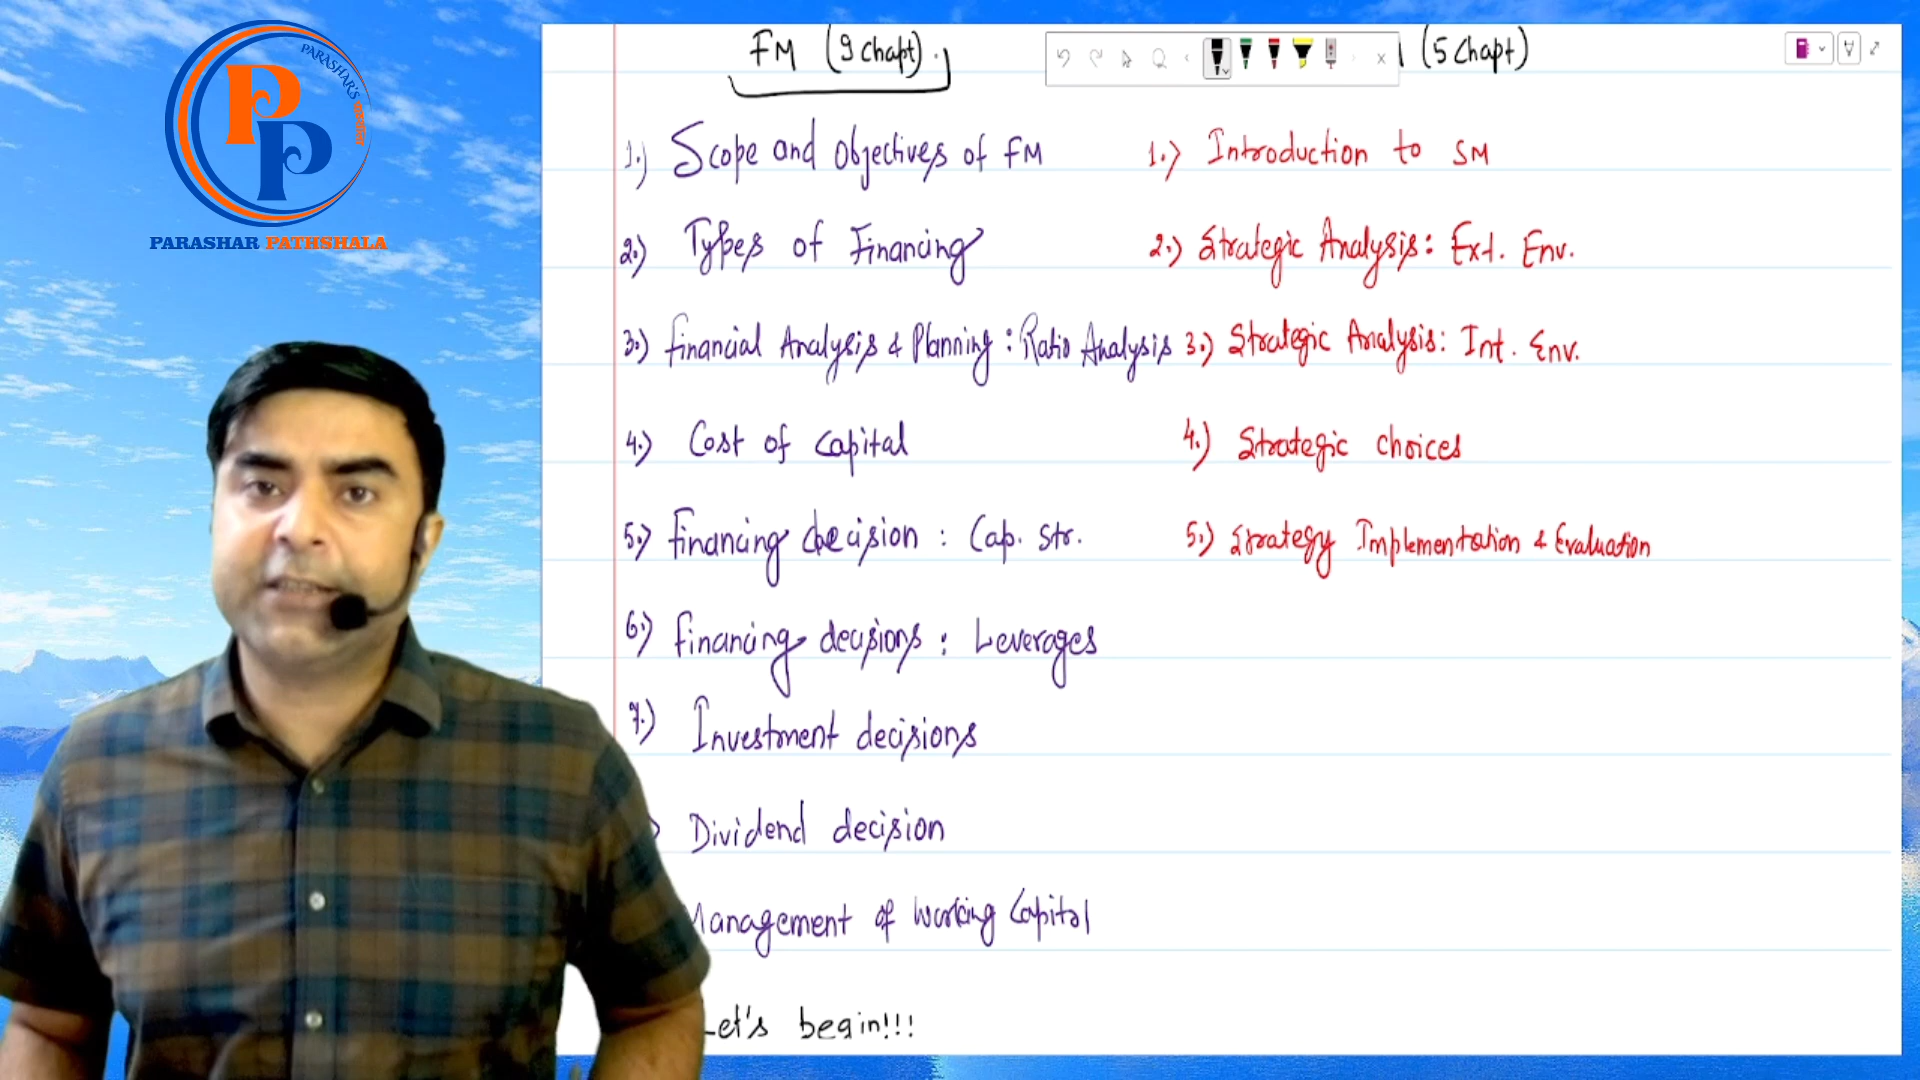 PARASHAR'S
PP
PARASHAR PATHSHALA
FM (9 Chapt).
(5 Chapt)
1.) Scope and Objectives of FM
2.) Types of Financing
3.) Financial Analysis & Planning : Ratio Analysis
4.) Cost of Capital
5.) Financing decision : Cap. Str.
6.) Financing decisions : Leverages
7.) Investment decisions
) Dividend decision
Management of Working Capital
Let's begin!!!
1.) Introduction to SM
2.) Strategic Analysis: Ext. Env.
3.) Strategic Analysis: Int. Env.
4.) Strategic choices
5.) Strategy Implementation & Evaluation